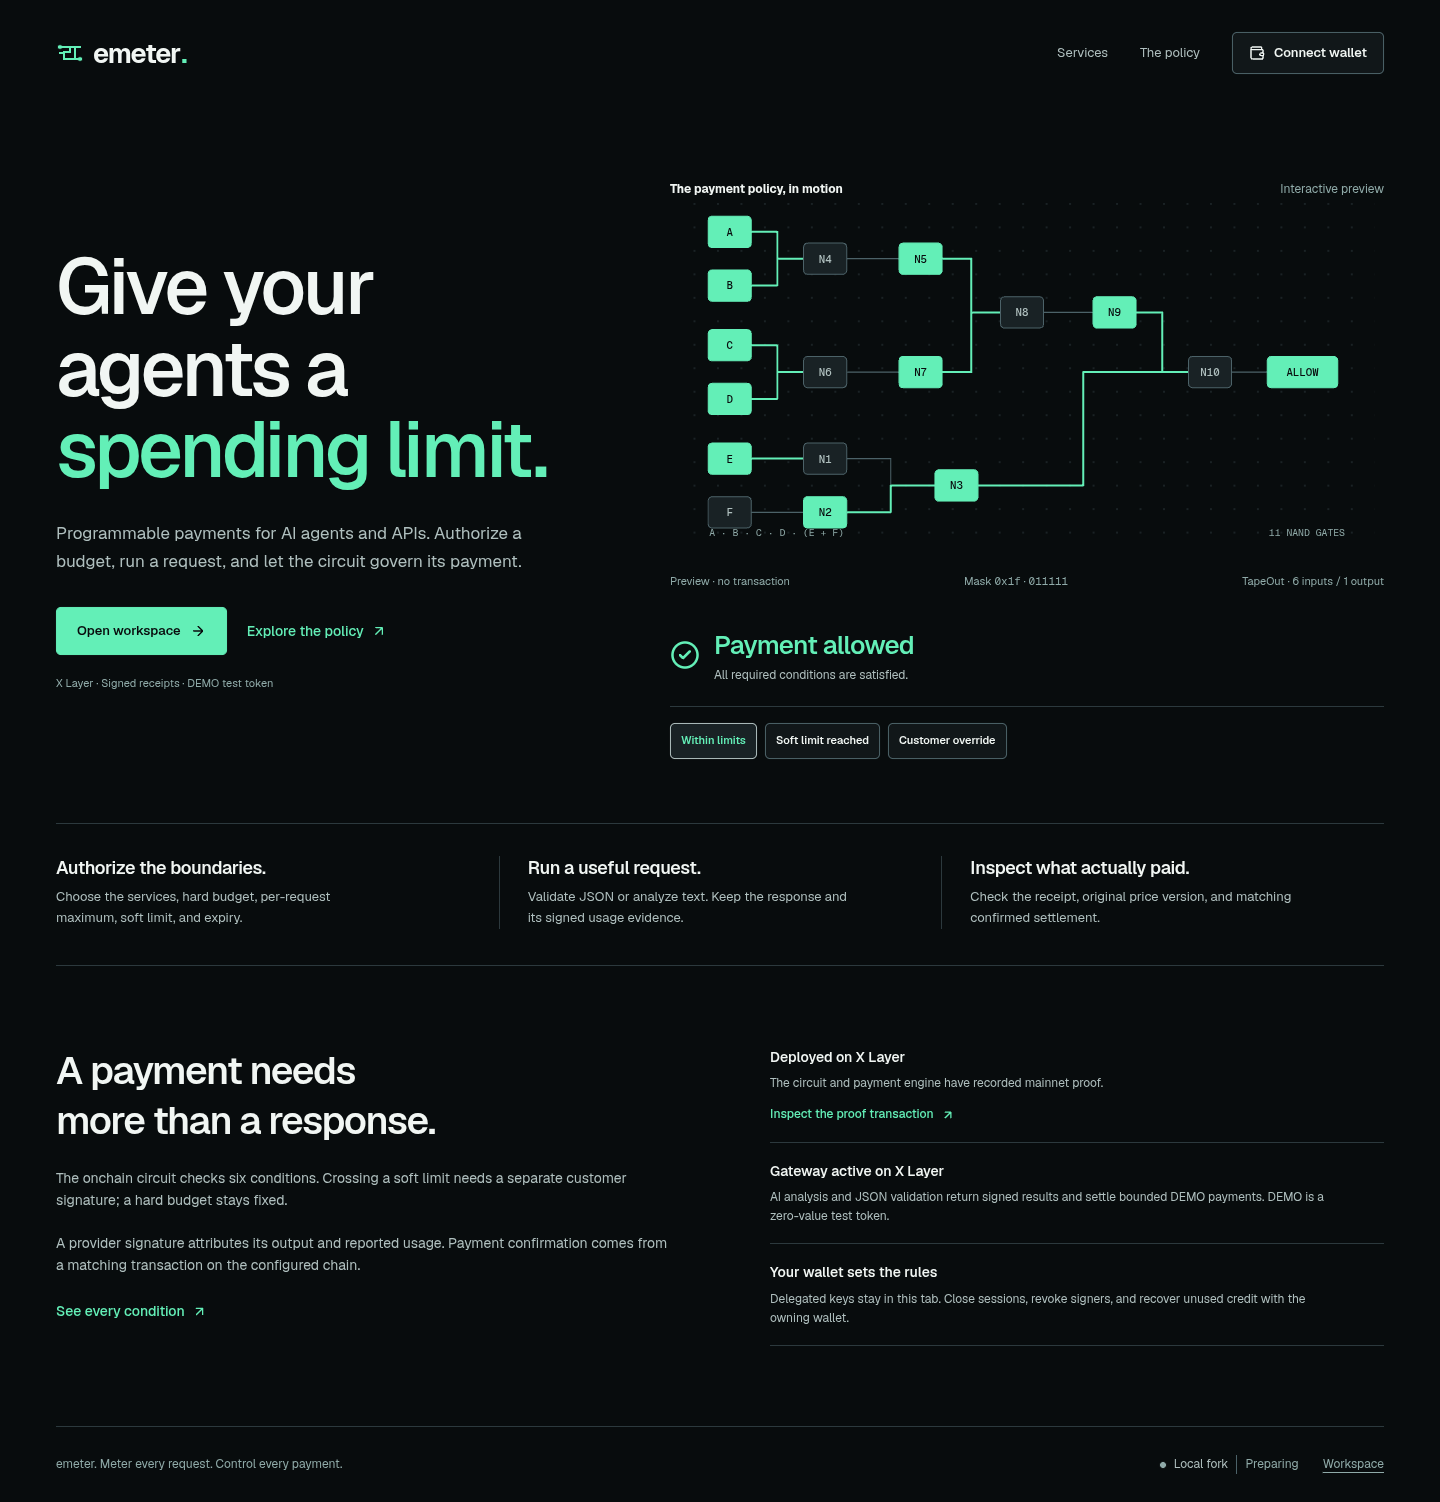 emeter.
Services
The policy
Connect wallet
Give your
agents a
spending limit.
Programmable payments for AI agents and APIs. Authorize a
budget, run a request, and let the circuit govern its payment.
Open workspace
Explore the policy
X Layer · Signed receipts · DEMO test token
The payment policy, in motion
Interactive preview
A
B
C
D
E
F
N4
N5
N6
N7
N1
N2
N3
N8
N9
N10
ALLOW
A · B · C · D · (E + F)
11 NAND GATES
Preview · no transaction
Mask 0x1f · 011111
TapeOut · 6 inputs / 1 output
Payment allowed
All required conditions are satisfied.
Within limits
Soft limit reached
Customer override
Authorize the boundaries.
Choose the services, hard budget, per-request
maximum, soft limit, and expiry.
Run a useful request.
Validate JSON or analyze text. Keep the response and
its signed usage evidence.
Inspect what actually paid.
Check the receipt, original price version, and matching
confirmed settlement.
A payment needs
more than a response.
The onchain circuit checks six conditions. Crossing a soft limit needs a separate customer
signature; a hard budget stays fixed.
A provider signature attributes its output and reported usage. Payment confirmation comes from
a matching transaction on the configured chain.
See every condition
Deployed on X Layer
The circuit and payment engine have recorded mainnet proof.
Inspect the proof transaction
Gateway active on X Layer
AI analysis and JSON validation return signed results and settle bounded DEMO payments. DEMO is a
zero-value test token.
Your wallet sets the rules
Delegated keys stay in this tab. Close sessions, revoke signers, and recover unused credit with the
owning wallet.
emeter. Meter every request. Control every payment.
Local fork
Preparing
Workspace